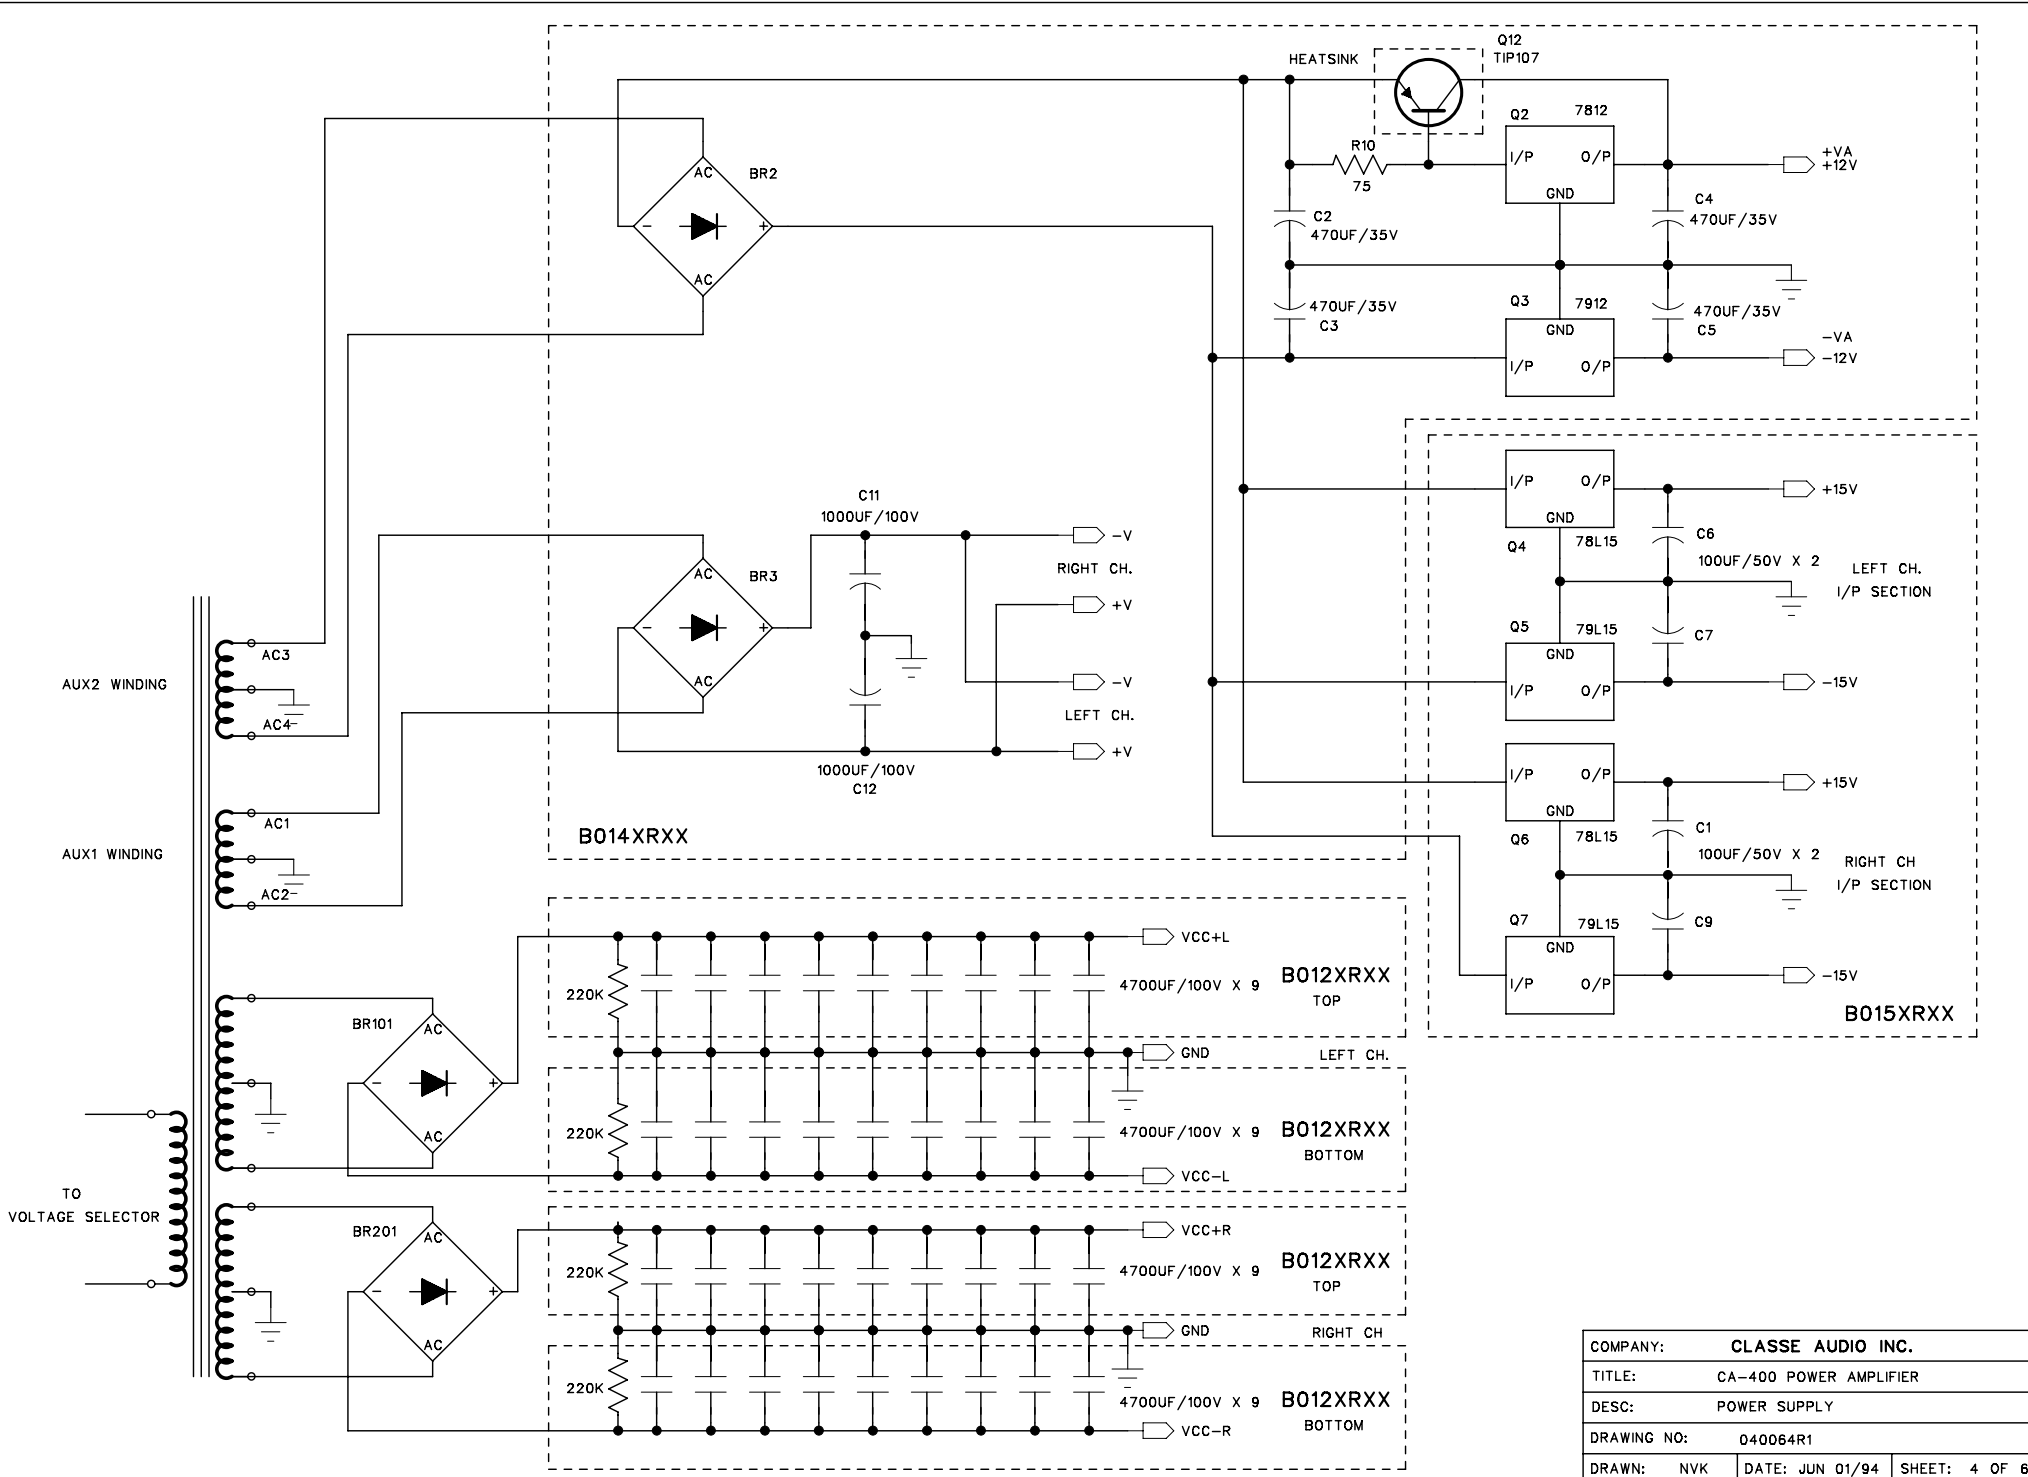 HEATSINK
Q12
TIP107
AC
BR2
-
+
AC
R10
75
Q2
7812
I/P
O/P
GND
+VA
+12V
C2
470UF/35V
C4
470UF/35V
470UF/35V
C3
Q3
7912
GND
I/P
O/P
470UF/35V
C5
-VA
-12V
C11
1000UF/100V
AC
BR3
-
+
AC
-V
RIGHT CH.
+V
-V
LEFT CH.
+V
1000UF/100V
C12
B014XRXX
I/P
O/P
GND
Q4
78L15
+15V
C6
100UF/50V X 2
LEFT CH.
I/P SECTION
Q5
79L15
GND
I/P
O/P
C7
-15V
I/P
O/P
GND
Q6
78L15
+15V
C1
100UF/50V X 2
RIGHT CH
I/P SECTION
Q7
79L15
GND
I/P
O/P
C9
-15V
B015XRXX
AUX2 WINDING
AC3
AC4
AUX1 WINDING
AC1
AC2
BR101
AC
-
+
AC
220K
VCC+L
4700UF/100V X 9
B012XRXX
TOP
GND
LEFT CH.
220K
4700UF/100V X 9
B012XRXX
BOTTOM
VCC-L
TO
VOLTAGE SELECTOR
BR201
AC
-
+
AC
220K
VCC+R
4700UF/100V X 9
B012XRXX
TOP
GND
RIGHT CH
220K
4700UF/100V X 9
B012XRXX
BOTTOM
VCC-R
COMPANY: CLASSE AUDIO INC.
TITLE: CA-400 POWER AMPLIFIER
DESC: POWER SUPPLY
DRAWING NO: 040064R1
DRAWN: NVK DATE: JUN 01/94 SHEET: 4 OF 6